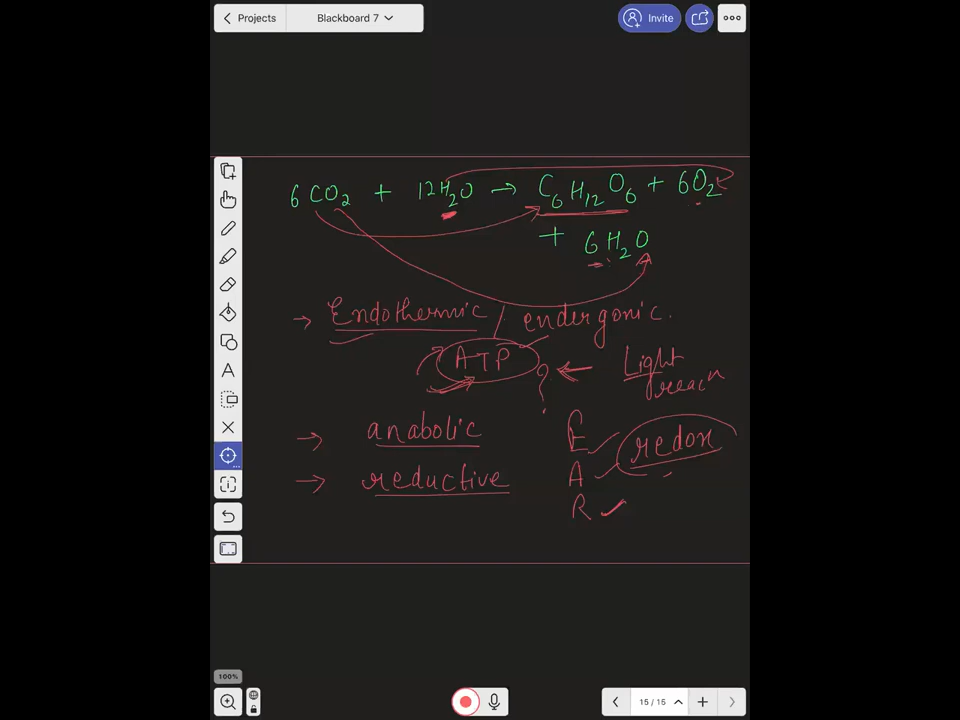 Projects
Blackboard 7
Invite
6CO2 + 12H2O → C6H12O6 + 6O2
+ 6H2O
→ Endothermic / endergonic.
ATP ? ← Light
reacn
→ anabolic E
redox
→ reductive A
R ✓
A
100%
15 / 15